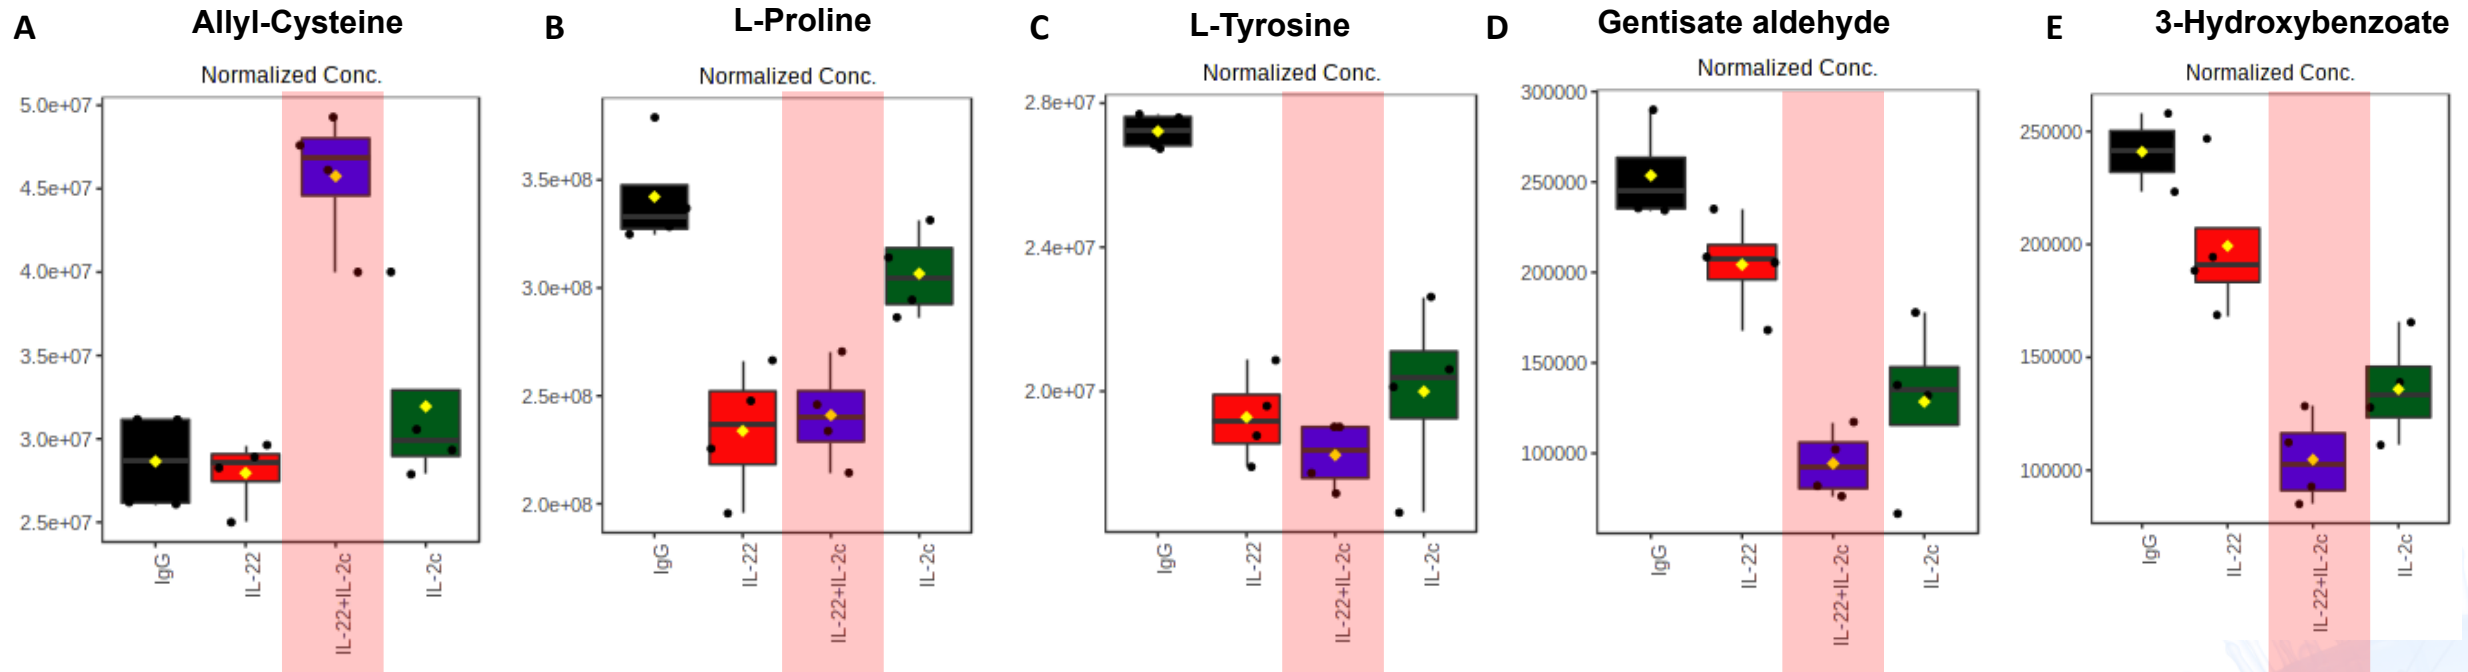 A
Allyl-Cysteine
Normalized Conc.
5.0e+07
4.5e+07
4.0e+07
3.5e+07
3.0e+07
2.5e+07
IgG
IL-22
IL-22+IL-2c
IL-2c
B
L-Proline
Normalized Conc.
3.5e+08
3.0e+08
2.5e+08
2.0e+08
IgG
IL-22
IL-22+IL-2c
IL-2c
C
L-Tyrosine
Normalized Conc.
2.8e+07
2.4e+07
2.0e+07
IgG
IL-22
IL-22+IL-2c
IL-2c
D
Gentisate aldehyde
Normalized Conc.
300000
250000
200000
150000
100000
IgG
IL-22
IL-22+IL-2c
IL-2c
E
3-Hydroxybenzoate
Normalized Conc.
250000
200000
150000
100000
IgG
IL-22
IL-22+IL-2c
IL-2c